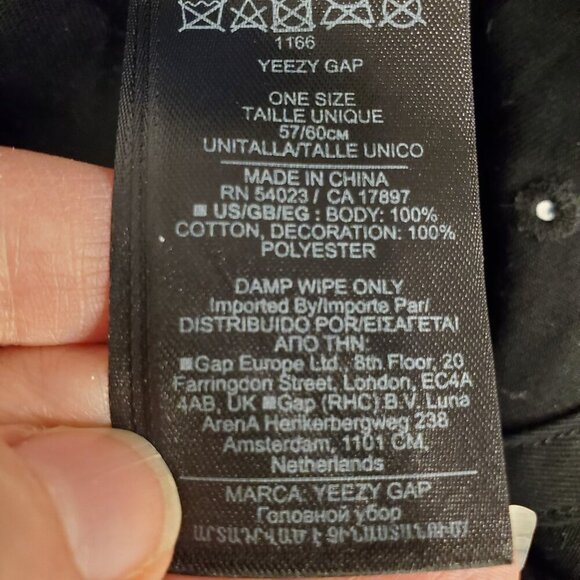 1166
YEEZY GAP
ONE SIZE
TAILLE UNIQUE
57/60CM
UNITALLA/TALLE UNICO
MADE IN CHINA
RN 54023 / CA 17897
US/GB/EG : BODY: 100%
COTTON, DECORATION: 100%
POLYESTER
DAMP WIPE ONLY
Imported By/Importe Par/
DISTRIBUIDO POR/ΕΙΣΑΓΕΤΑΙ
ΑΠΟ ΤΗΝ:
Gap Europe Ltd., 8th Floor, 20
Farringdon Street, London, EC4A
4AB, UK Gap (RHC) B.V. Luna
ArenA Herikerbergweg 238
Amsterdam, 1101 CM,
Netherlands
MARCA: YEEZY GAP
Головной убор